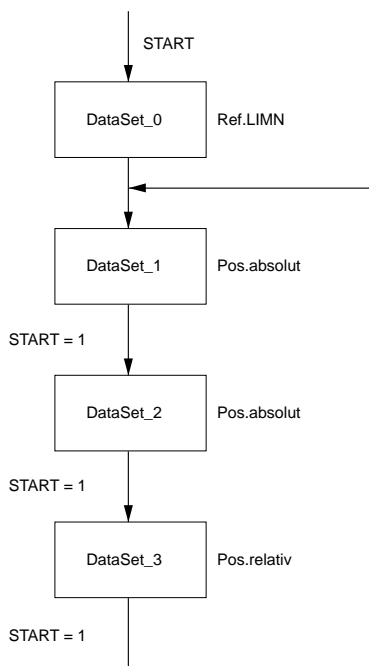 START
DataSet_0
Ref.LIMN
DataSet_1
Pos.absolut
START = 1
DataSet_2
Pos.absolut
START = 1
DataSet_3
Pos.relativ
START = 1